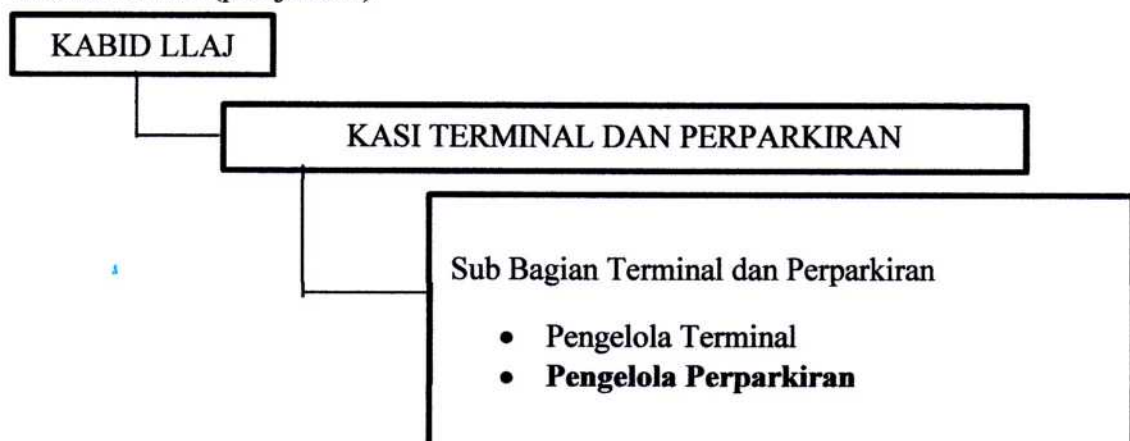 KABID LLAJ
KASI TERMINAL DAN PERPARKIRAN
Sub Bagian Terminal dan Perparkiran
• Pengelola Terminal
• Pengelola Perparkiran